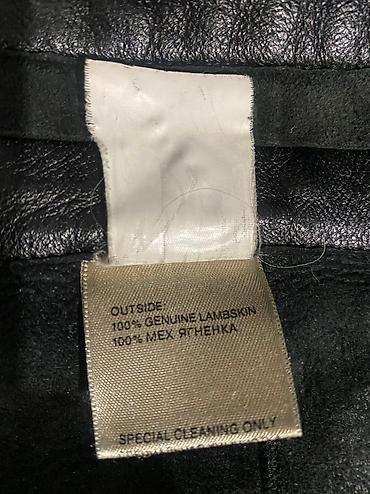 OUTSIDE:
100% GENUINE LAMBSKIN
100% МЕХ ЯГНЕНКА
SPECIAL CLEANING ONLY